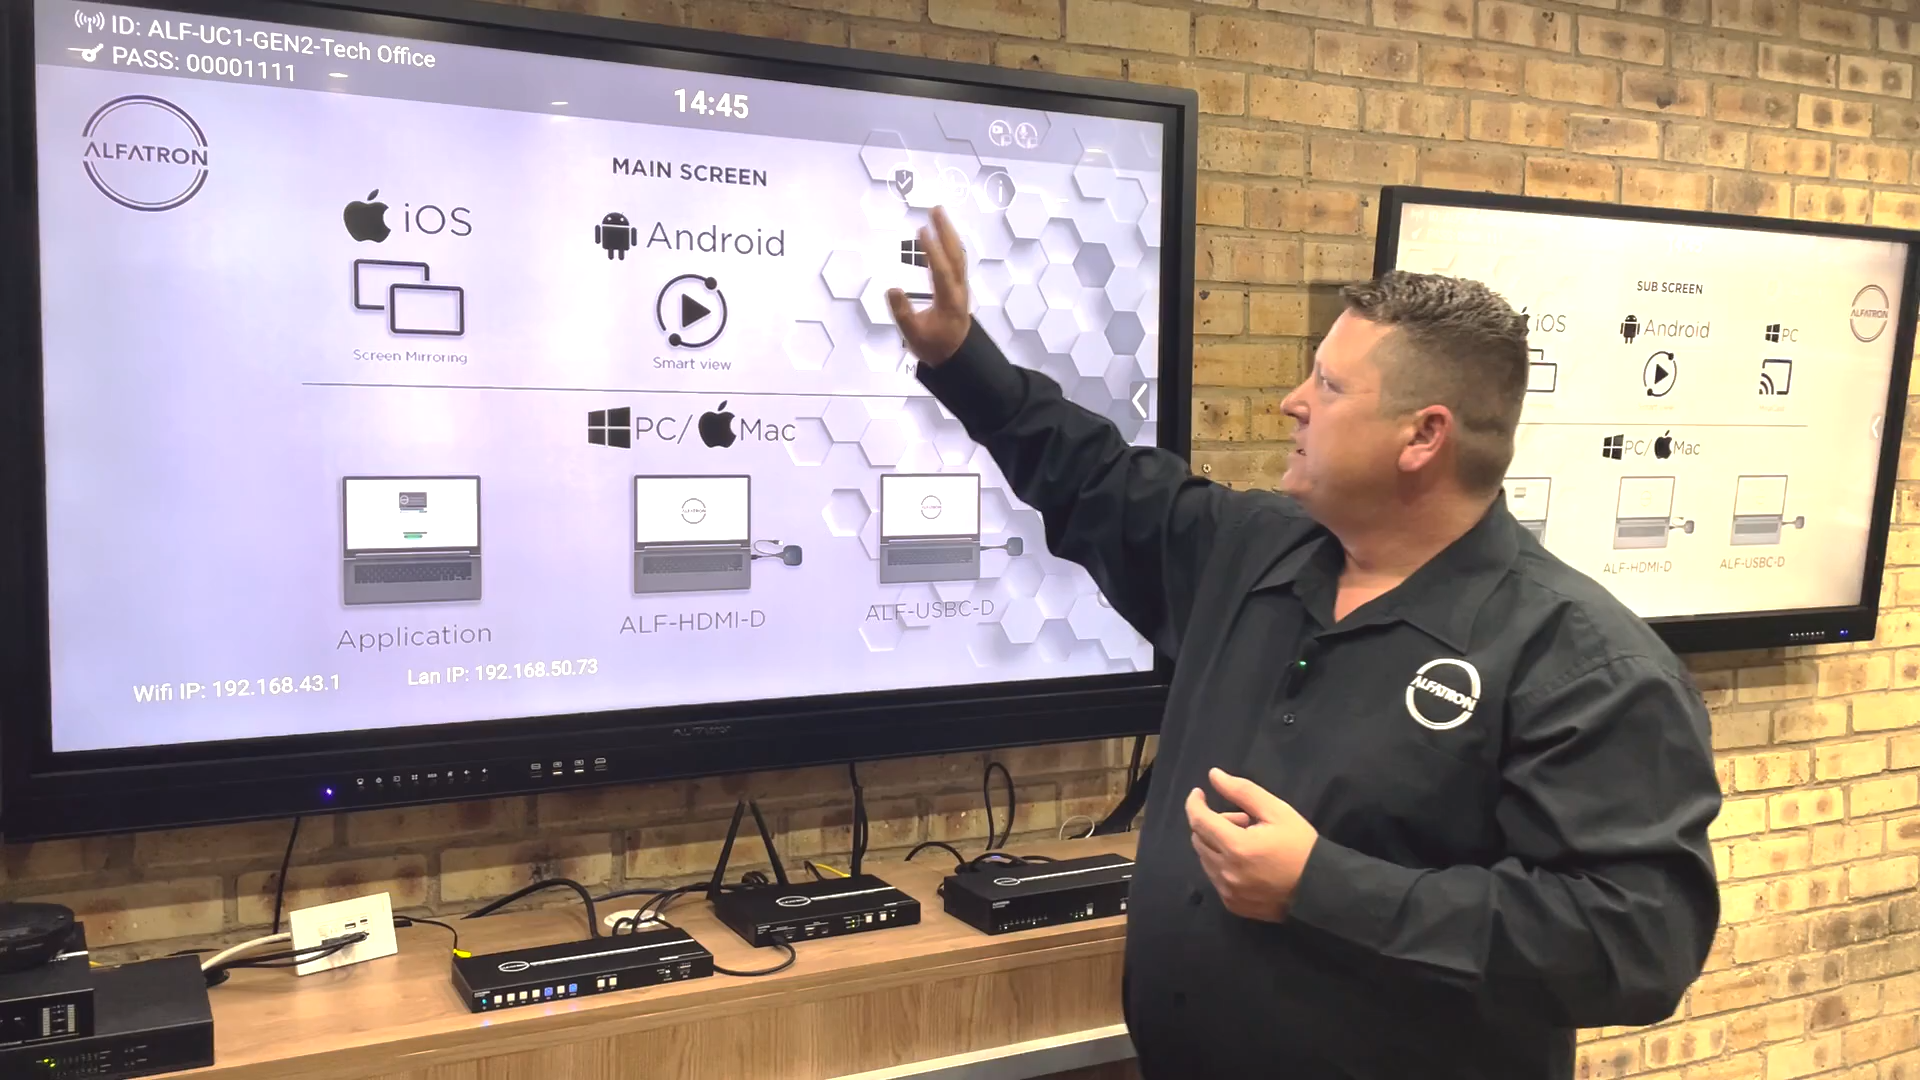 ID: ALF-UC1-GEN2-Tech Office
PASS: 00001111
14:45
ALFATRON
MAIN SCREEN
iOS
Android
Screen Mirroring
Smart view
PC/ Mac
Application
ALF-HDMI-D
ALF-USBC-D
Wifi IP: 192.168.43.1
Lan IP: 192.168.50.73
SUB SCREEN
ALFATRON
iOS
Android
PC
PC/ Mac
ALF-HDMI-D
ALF-USBC-D
ALFATRON